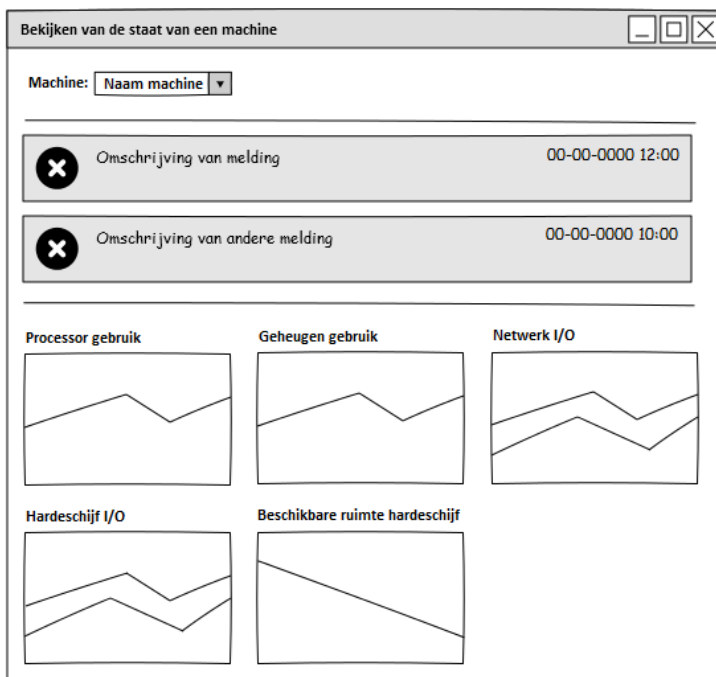 Bekijken van de staat van een machine
Machine: Naam machine
Omschrijving van melding 00-00-0000 12:00
Omschrijving van andere melding 00-00-0000 10:00
Processor gebruik Geheugen gebruik Netwerk I/O
Hardeschijf I/O Beschikbare ruimte hardeschijf